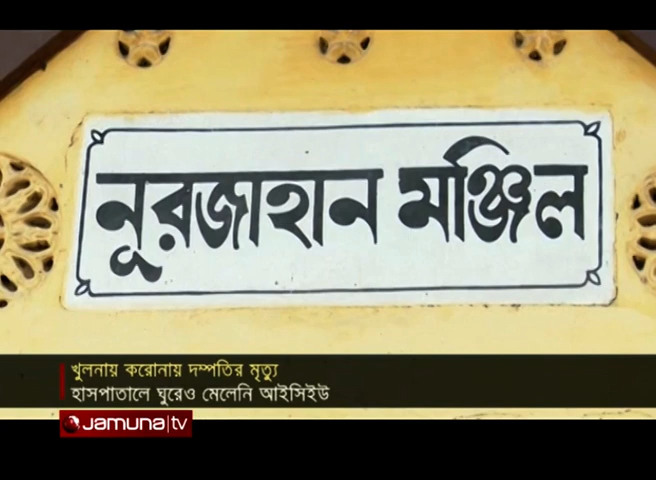 নূরজাহান মঞ্জিল
খুলনায় করোনায় দম্পতির মৃত্যু
হাসপাতালে ঘুরেও মেলেনি আইসিইউ
Jamuna|tv